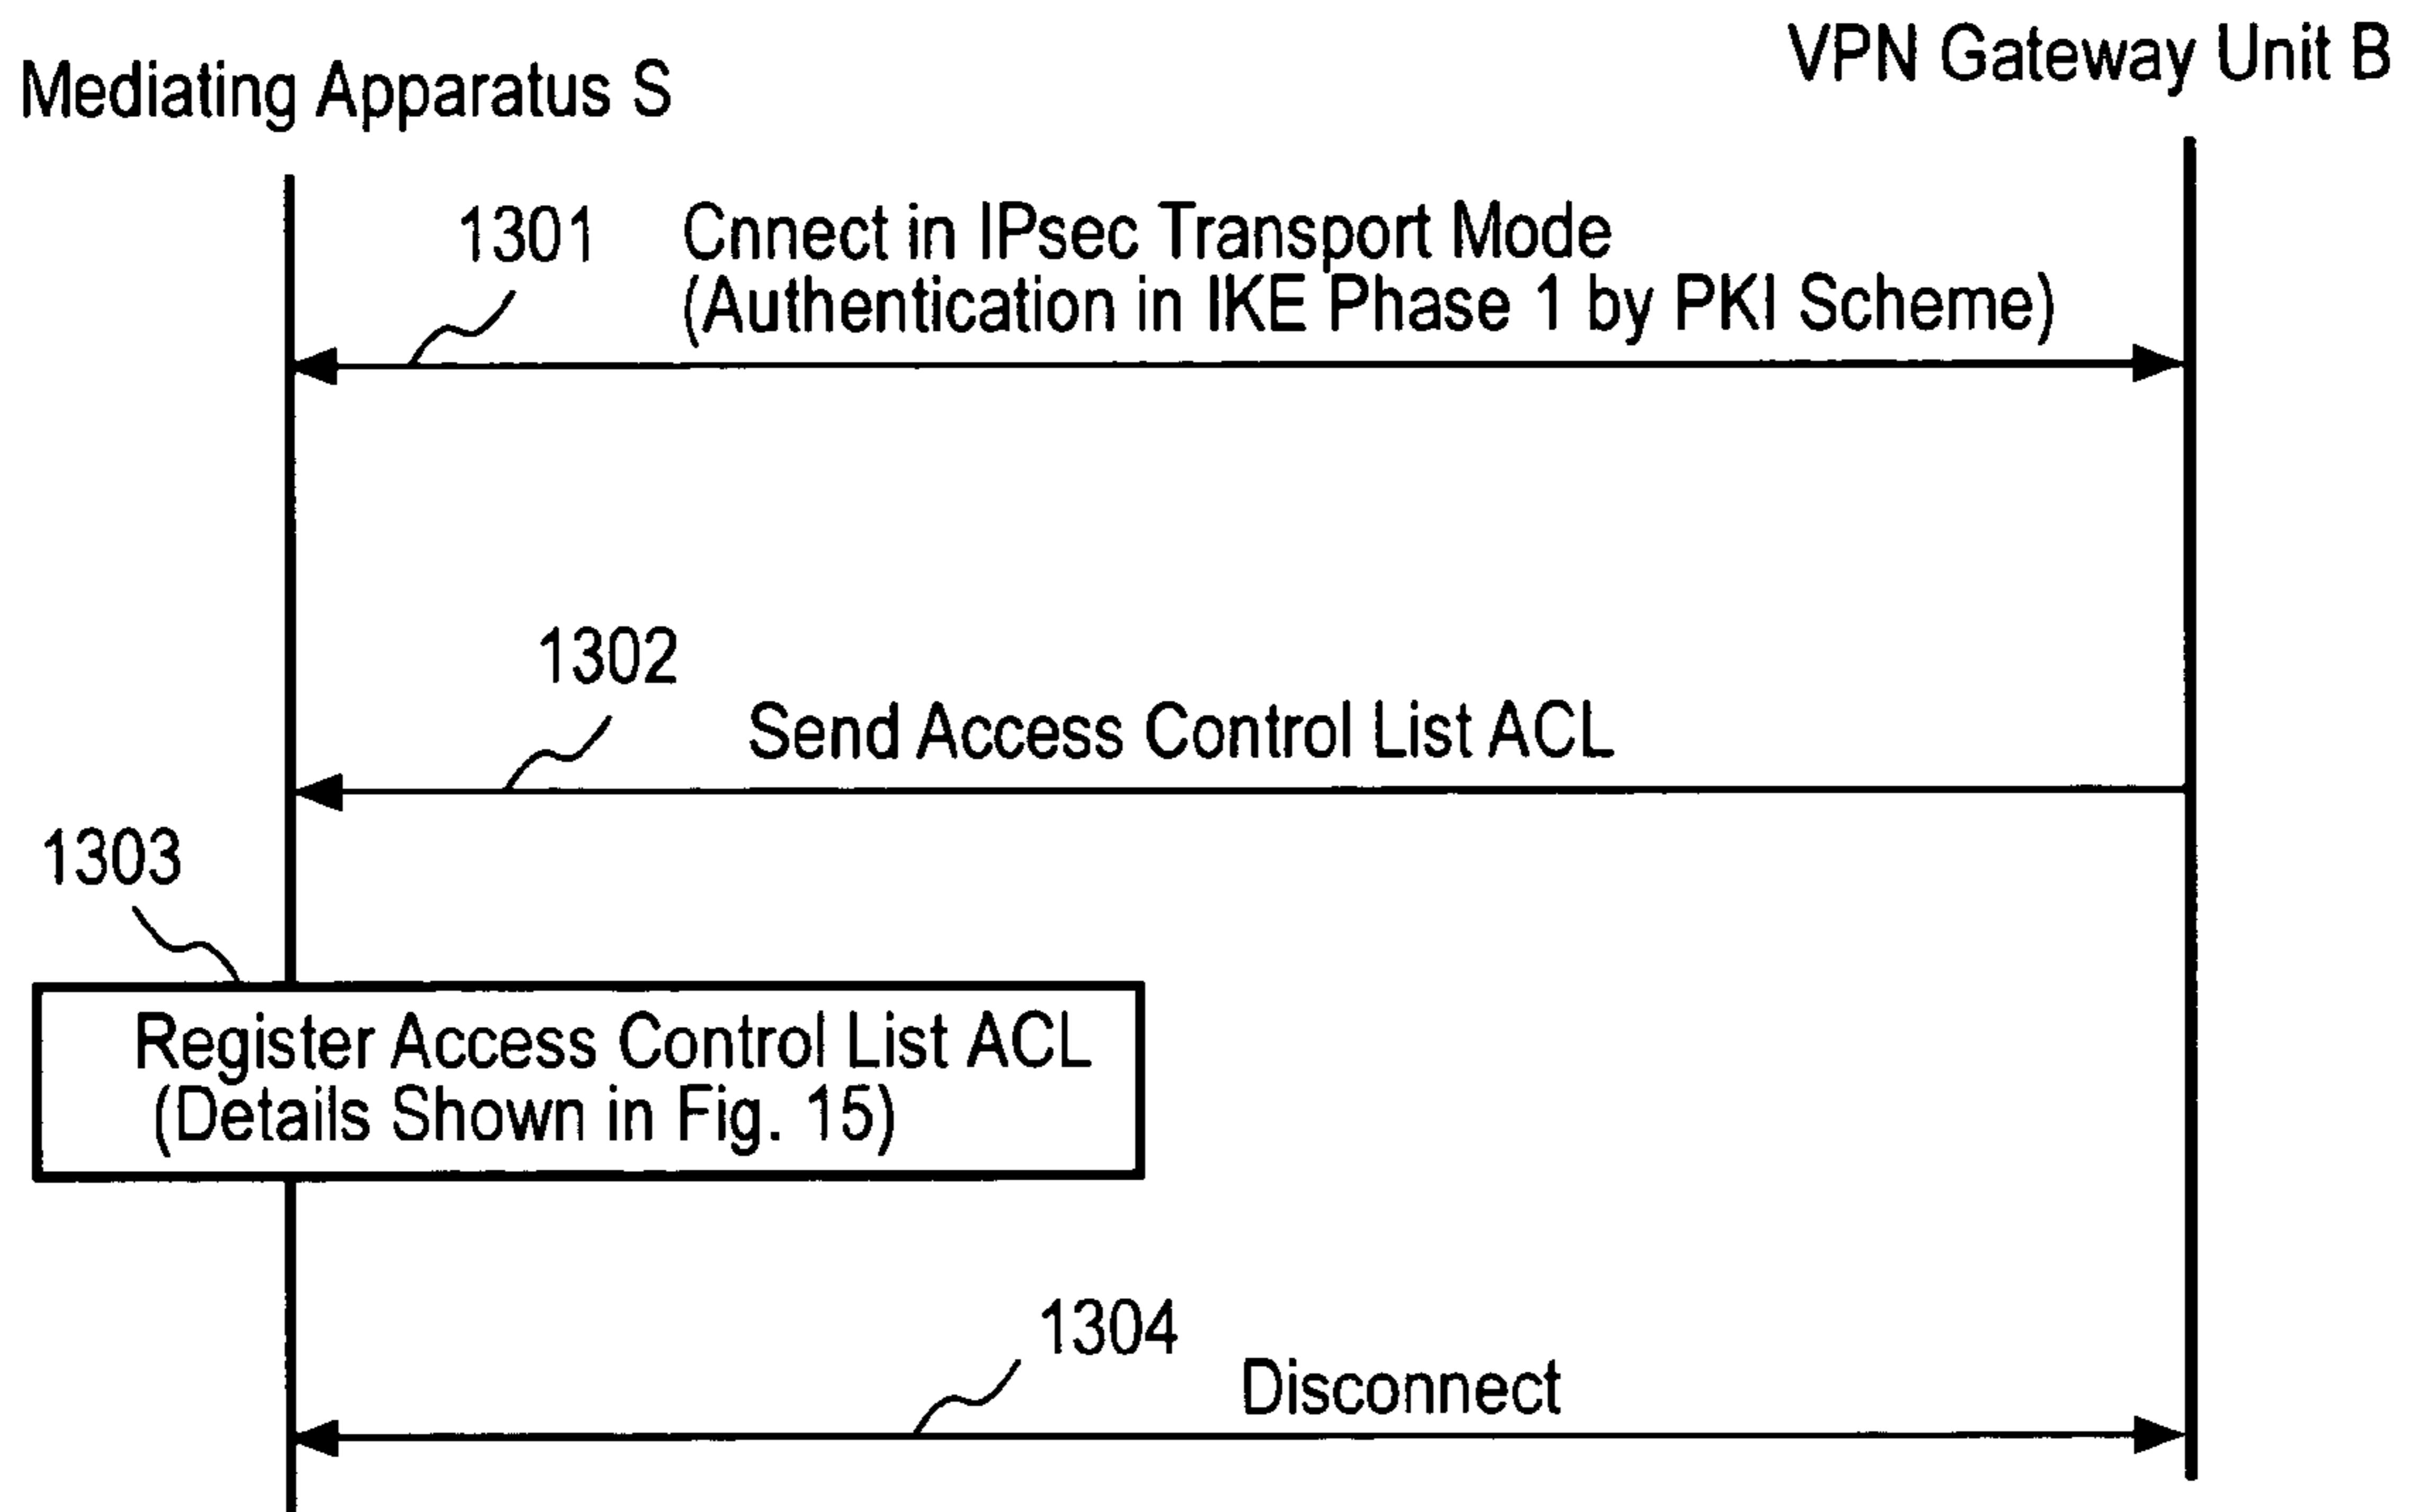 Mediating Apparatus S
VPN Gateway Unit B
1301
Cnnect in IPsec Transport Mode
(Authentication in IKE Phase 1 by PKI Scheme)
1302
Send Access Control List ACL
1303
Register Access Control List ACL
(Details Shown in Fig. 15)
1304
Disconnect